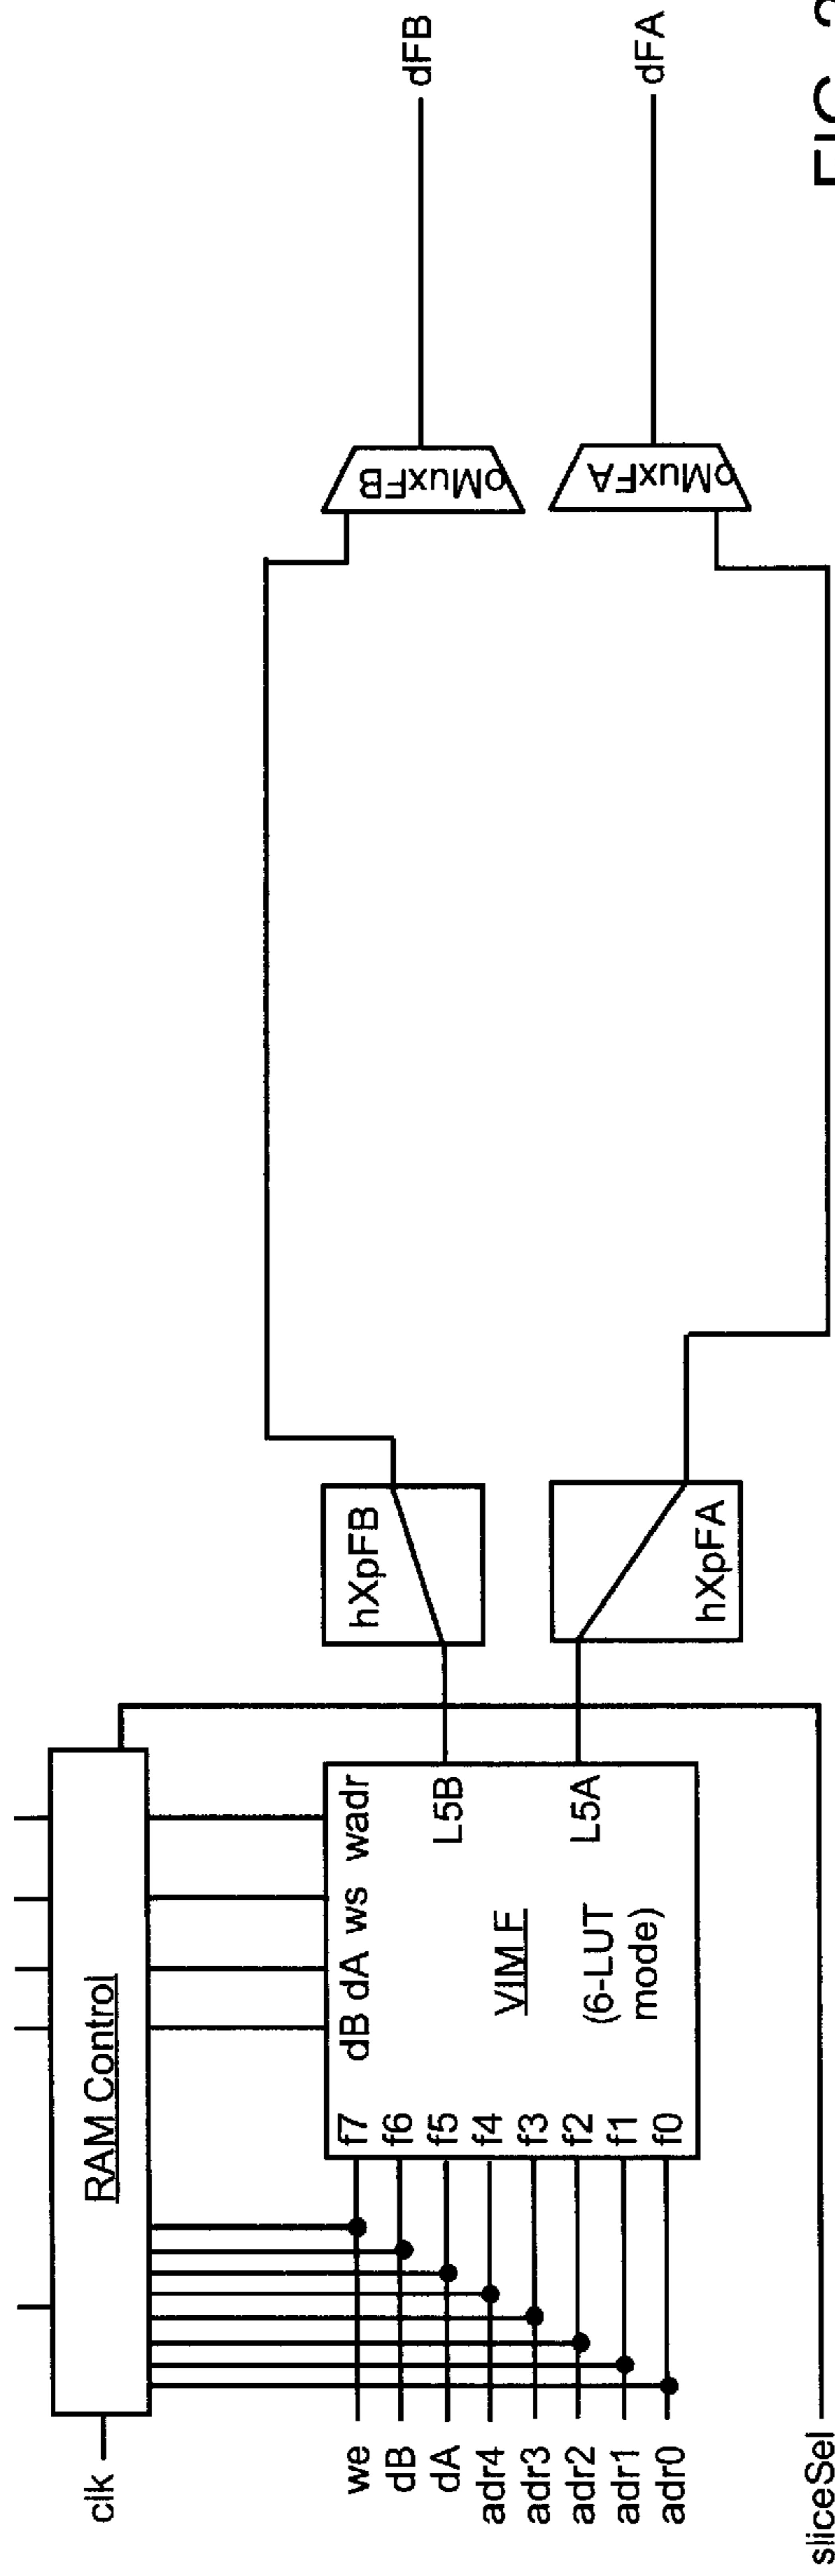 clk
RAM Control
we
dB
dA
adr4
adr3
adr2
adr1
adr0
sliceSel
f7
f6
f5
f4
f3
f2
f1
f0
dB dA ws wadr
VIM F
(6-LUT
mode)
L5B
L5A
hXpFB
hXpFA
oMuxFB
oMuxFA
dFB
dFA